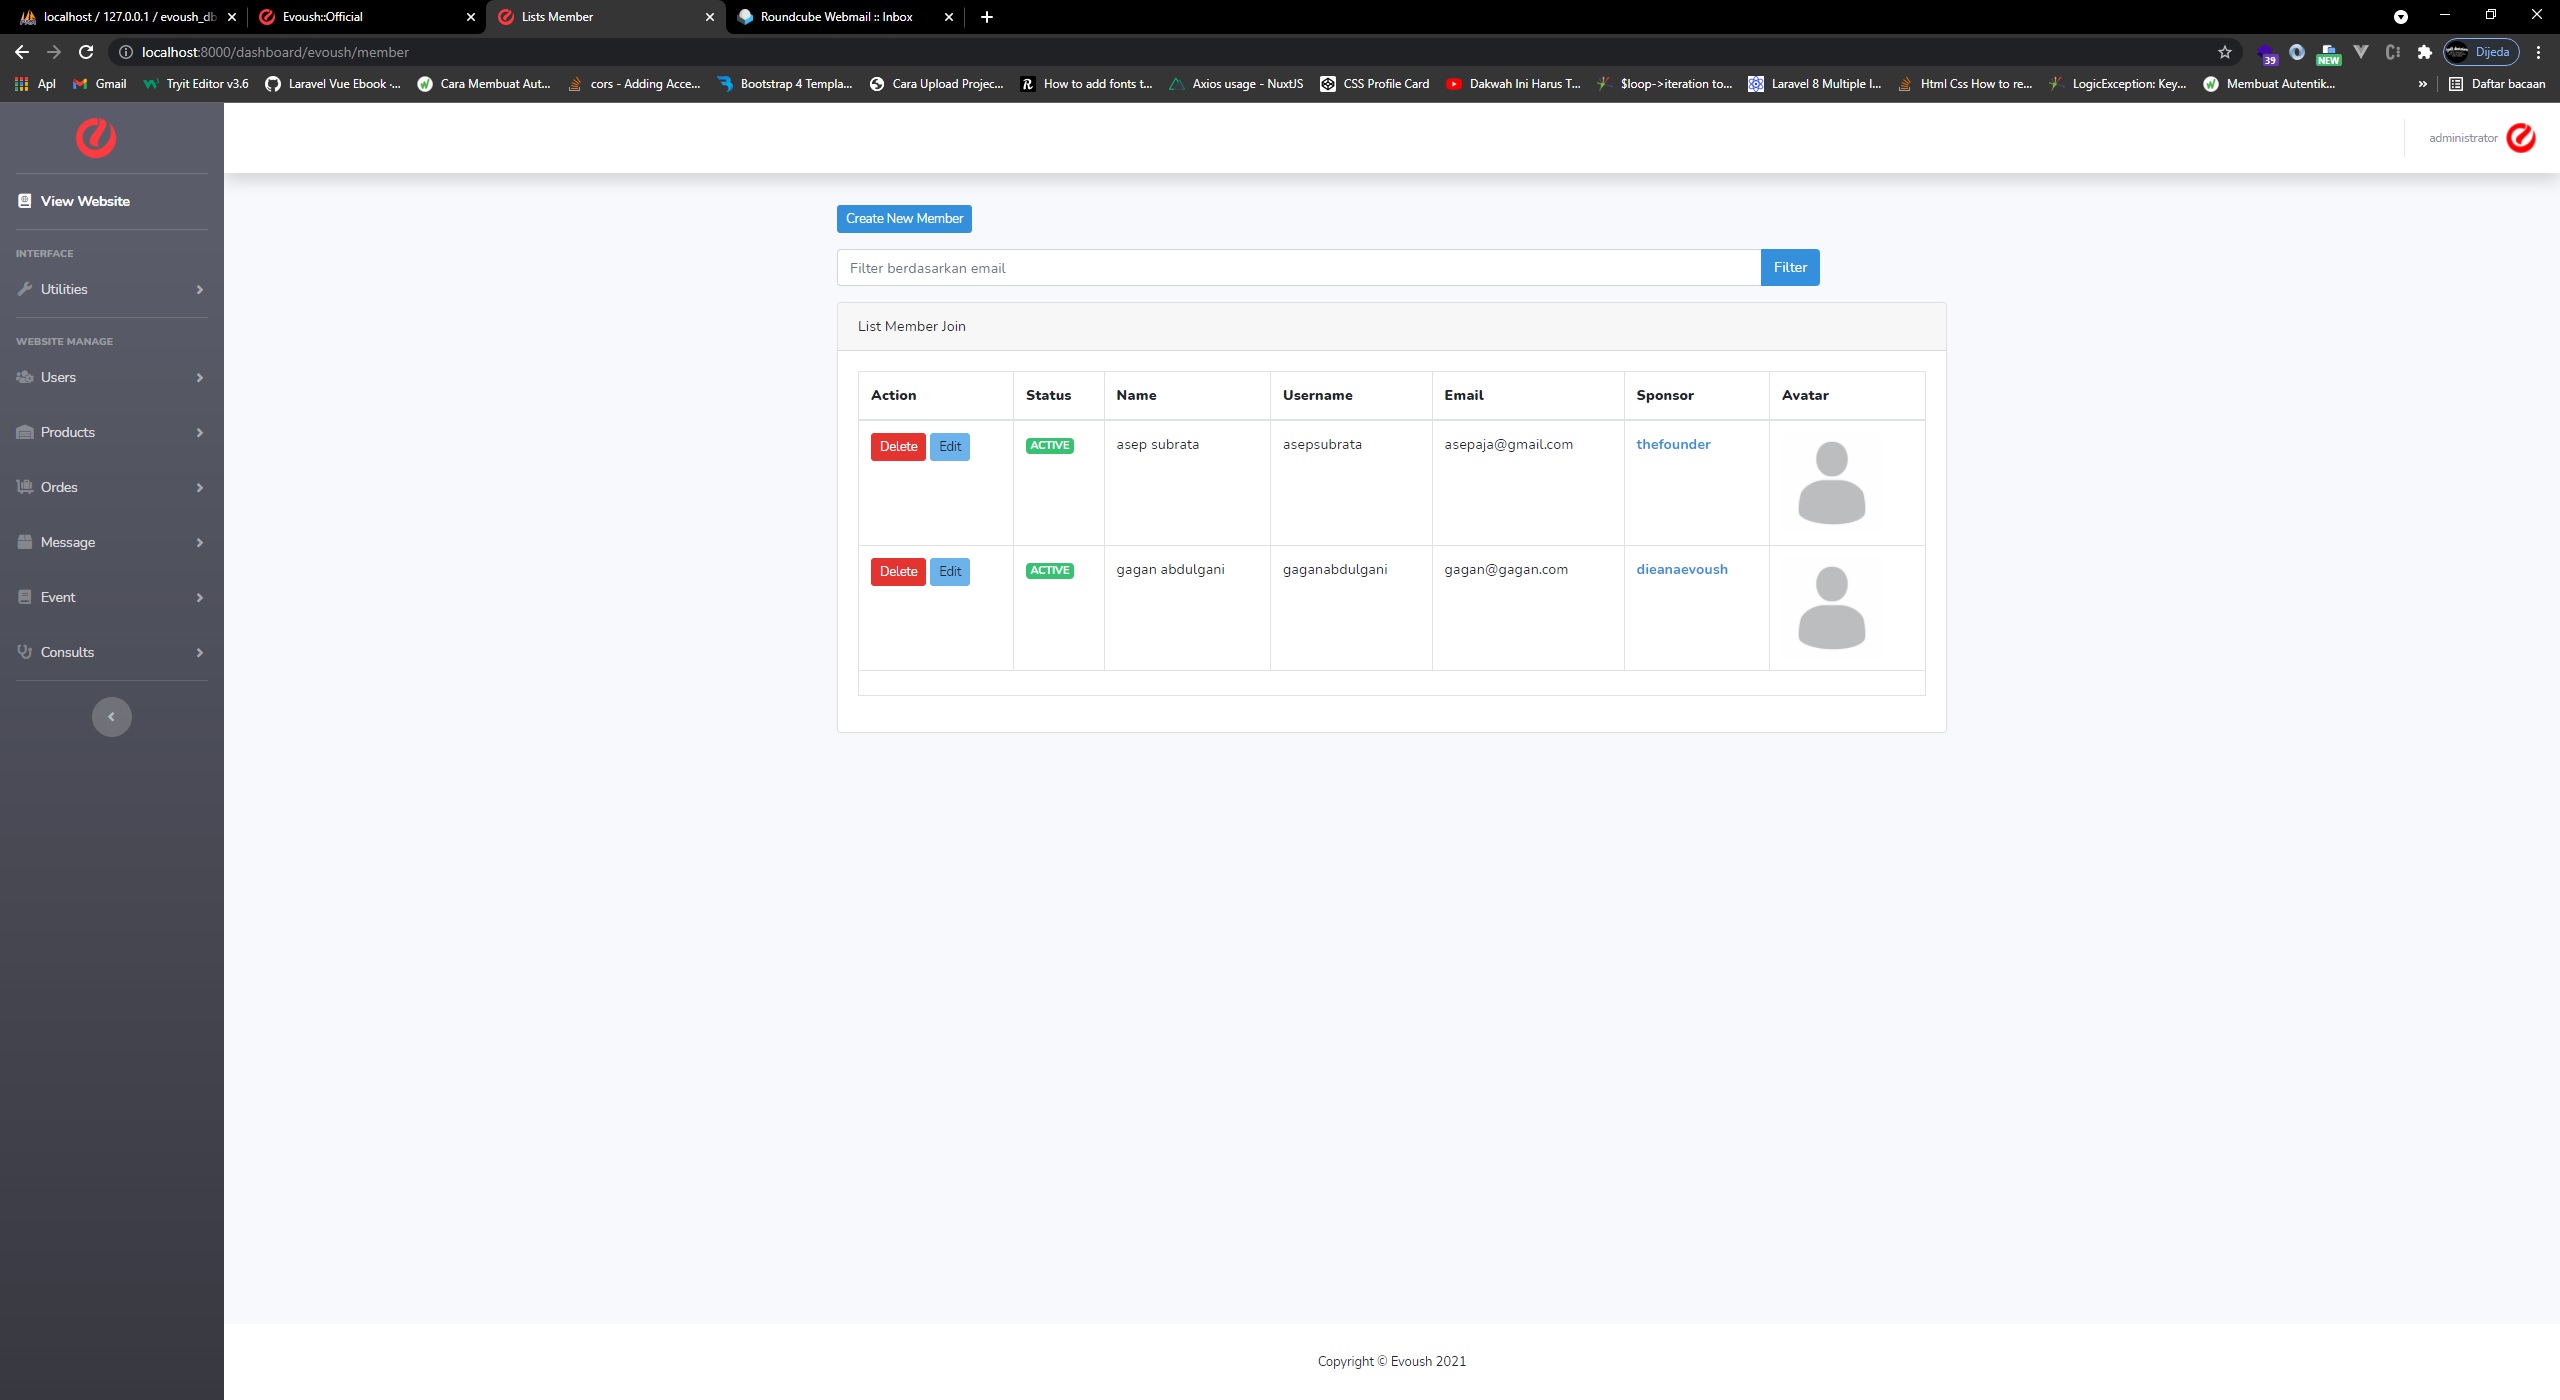 localhost / 127.0.0.1 / evoush_db
Evoush::Official
Lists Member
Roundcube Webmail :: Inbox
localhost:8000/dashboard/evoush/member
39
NEW
Dijeda
Apl
Gmail
Tryit Editor v3.6
Laravel Vue Ebook -...
Cara Membuat Aut...
cors - Adding Acce...
Bootstrap 4 Templa...
Cara Upload Projec...
How to add fonts t...
Axios usage - NuxtJS
CSS Profile Card
Dakwah Ini Harus T...
$loop->iteration to...
Laravel 8 Multiple I...
Html Css How to re...
LogicException: Key...
Membuat Autentik...
»
Daftar bacaan
administrator
View Website
INTERFACE
Utilities
WEBSITE MANAGE
Users
Products
Ordes
Message
Event
Consults
Create New Member
Filter berdasarkan email
Filter
List Member Join
Action Status Name Username Email Sponsor Avatar
Delete Edit ACTIVE asep subrata asepsubrata asepaja@gmail.com thefounder
Delete Edit ACTIVE gagan abdulgani gaganabdulgani gagan@gagan.com dieanaevoush
Copyright © Evoush 2021